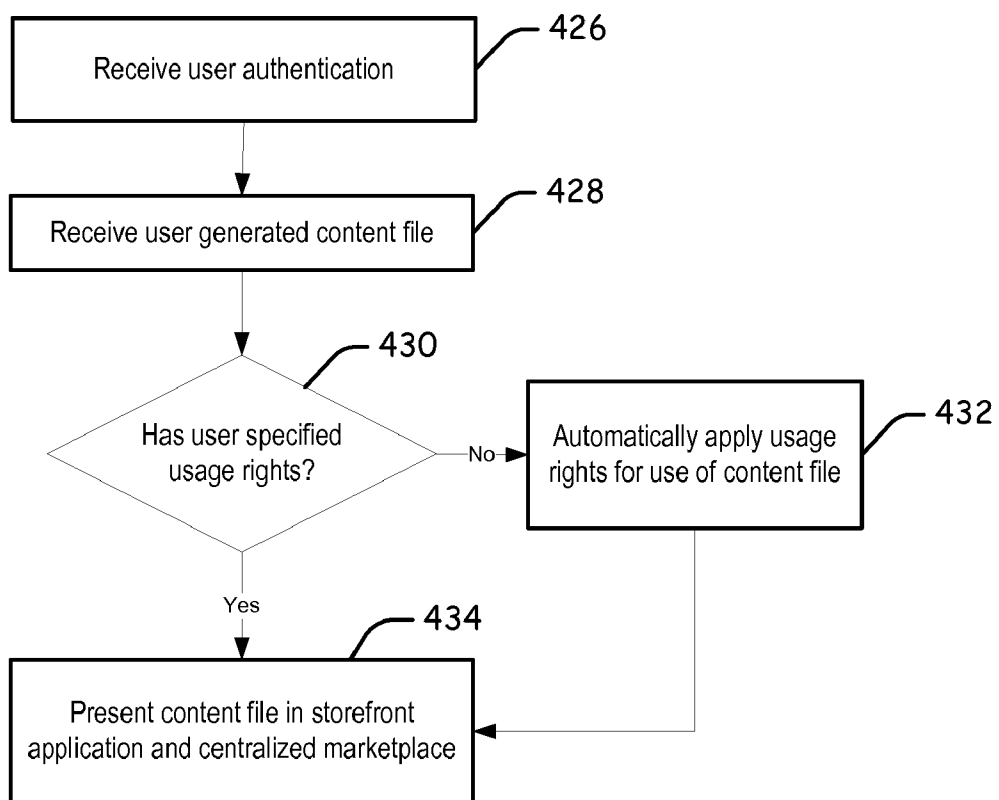 426
Receive user authentication
428
Receive user generated content file
430
Has user specified
usage rights?
No
432
Automatically apply usage
rights for use of content file
Yes
434
Present content file in storefront
application and centralized marketplace